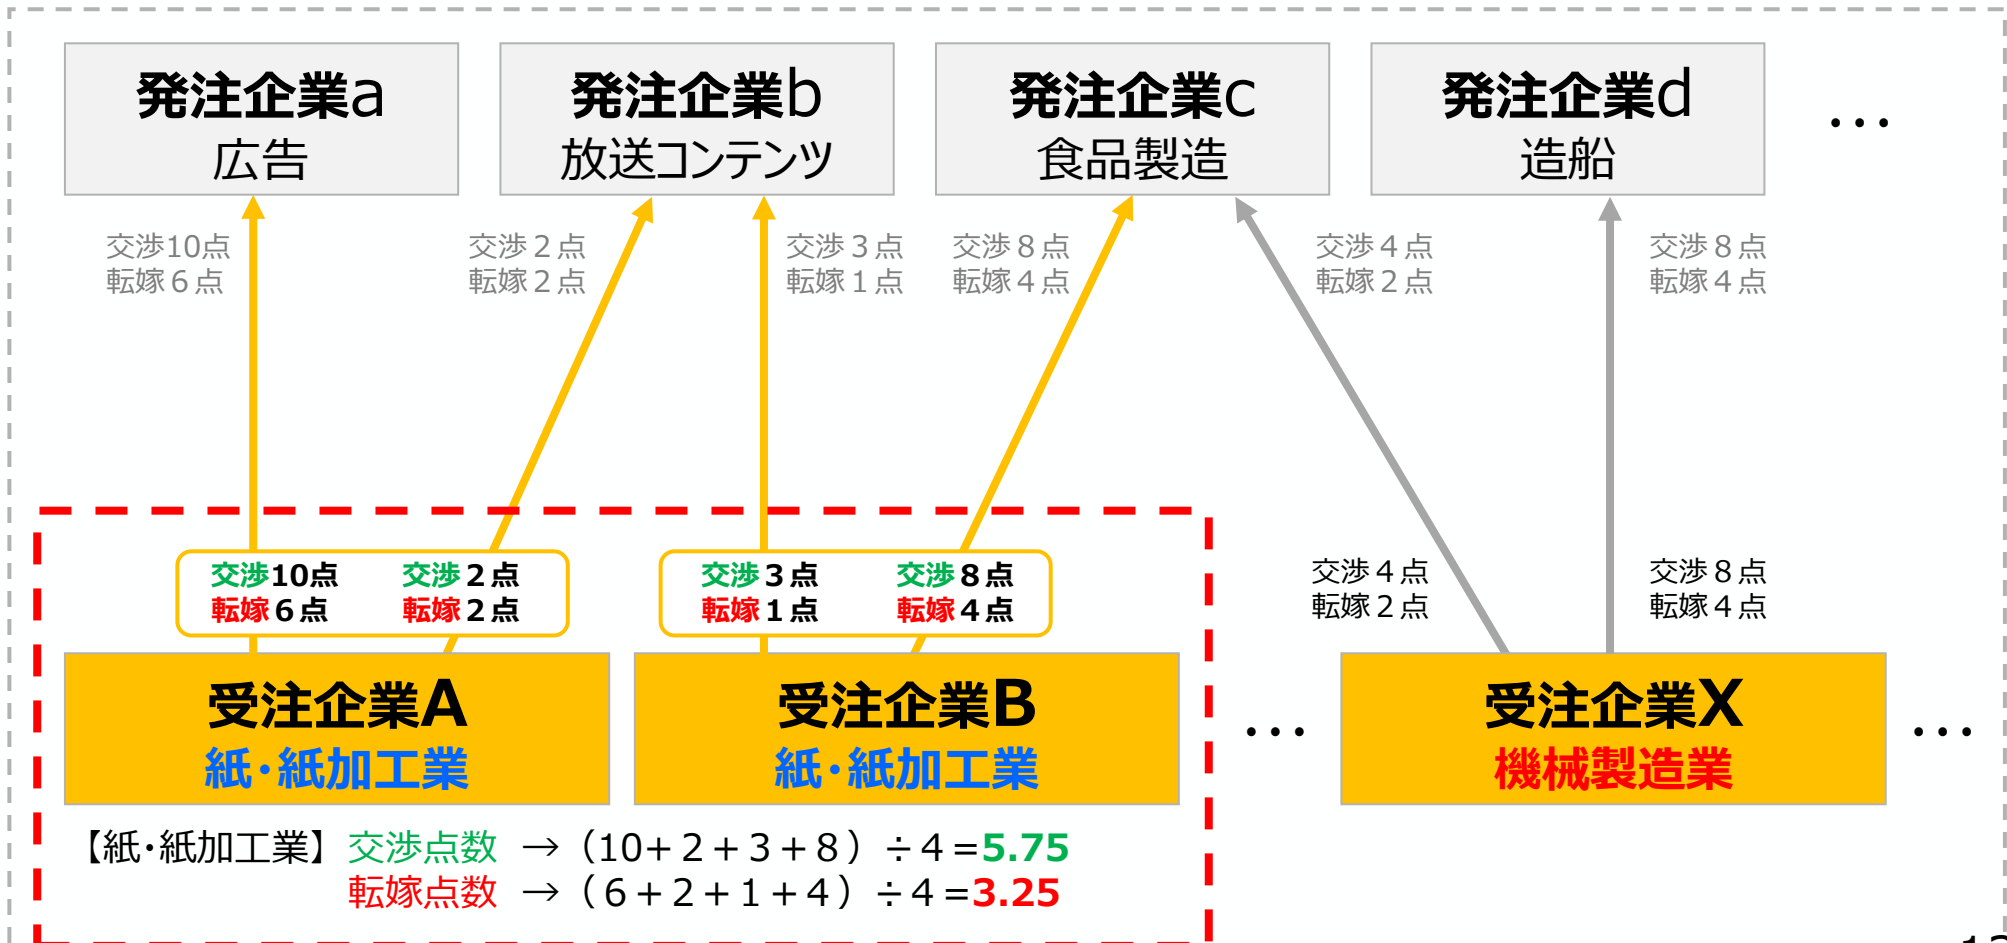 発注企業a
広告
発注企業b
放送コンテンツ
発注企業c
食品製造
発注企業d
造船
…
交渉10点
転嫁６点
交渉２点
転嫁２点
交渉３点
転嫁１点
交渉８点
転嫁４点
交渉４点
転嫁２点
交渉８点
転嫁４点
交渉10点
転嫁６点
交渉２点
転嫁２点
交渉３点
転嫁１点
交渉８点
転嫁４点
交渉４点
転嫁２点
交渉８点
転嫁４点
受注企業A
紙・紙加工業
受注企業B
紙・紙加工業
…
受注企業X
機械製造業
…
【紙・紙加工業】交渉点数 →（10+２+３+８）÷４=5.75
転嫁点数 →（６+２+１+４）÷４=3.25